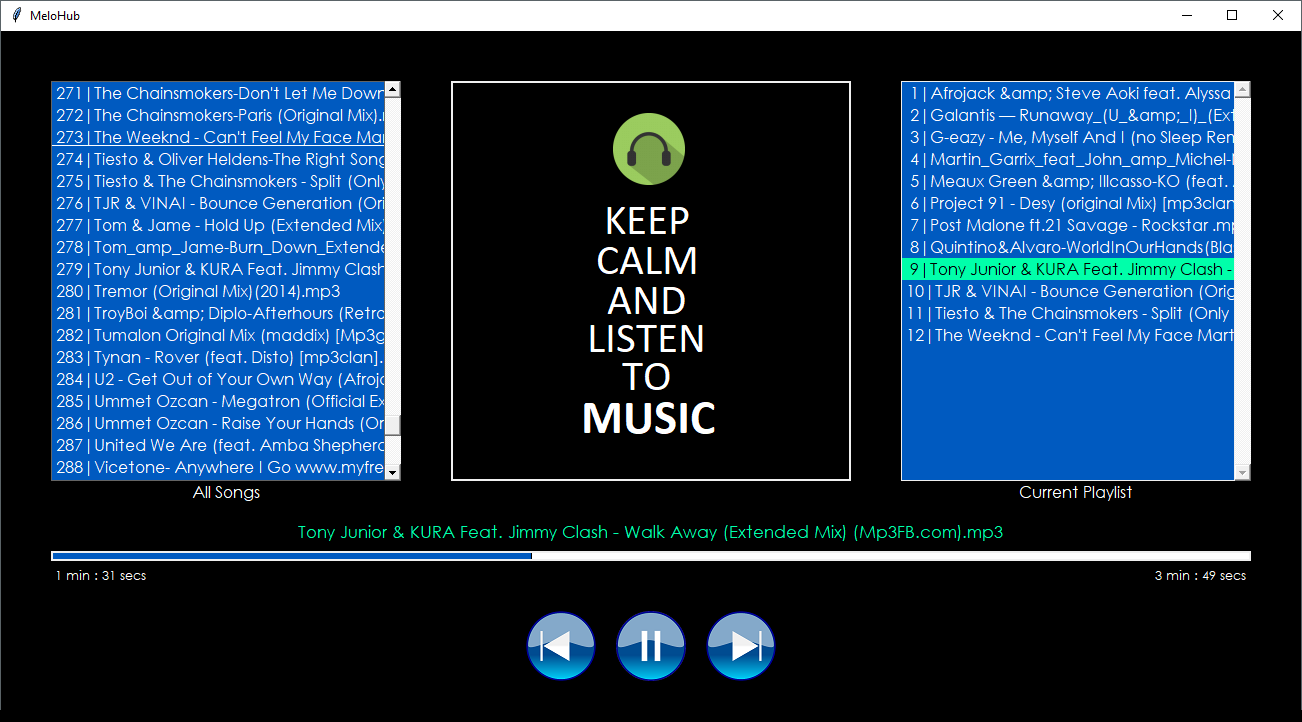 MeloHub
271|The Chainsmokers-Don't Let Me Down
272|The Chainsmokers-Paris (Original Mix).
273|The Weeknd - Can't Feel My Face Mar
274|Tiesto & Oliver Heldens-The Right Song
275|Tiesto & The Chainsmokers - Split (Only
276|TJR & VINAI - Bounce Generation (Ori
277|Tom & Jame - Hold Up (Extended Mix)
278|Tom_amp_Jame-Burn_Down_Extende
279|Tony Junior & KURA Feat. Jimmy Clash
280|Tremor (Original Mix)(2014).mp3
281|TroyBoi &amp; Diplo-Afterhours (Retro
282|Tumalon Original Mix (maddix) [Mp3g
283|Tynan - Rover (feat. Disto) [mp3clan].
284|U2 - Get Out of Your Own Way (Afrojo
285|Ummet Ozcan - Megatron (Official Ex
286|Ummet Ozcan - Raise Your Hands (Or
287|United We Are (feat. Amba Shepherd
288|Vicetone- Anywhere I Go www.myfre
All Songs
KEEP
CALM
AND
LISTEN
TO
MUSIC
1|Afrojack &amp; Steve Aoki feat. Alyssa
2|Galantis — Runaway_(U_&amp;_I)_(Ext
3|G-eazy - Me, Myself And I (no Sleep Ren
4|Martin_Garrix_feat_John_amp_Michel-
5|Meaux Green &amp; Illcasso-KO (feat. .
6|Project 91 - Desy (original Mix) [mp3clan
7|Post Malone ft.21 Savage - Rockstar .mp
8|Quintino&Alvaro-WorldInOurHands(Bla
9|Tony Junior & KURA Feat. Jimmy Clash -
10|TJR & VINAI - Bounce Generation (Orig
11|Tiesto & The Chainsmokers - Split (Only
12|The Weeknd - Can't Feel My Face Mart
Current Playlist
Tony Junior & KURA Feat. Jimmy Clash - Walk Away (Extended Mix) (Mp3FB.com).mp3
1 min : 31 secs
3 min : 49 secs